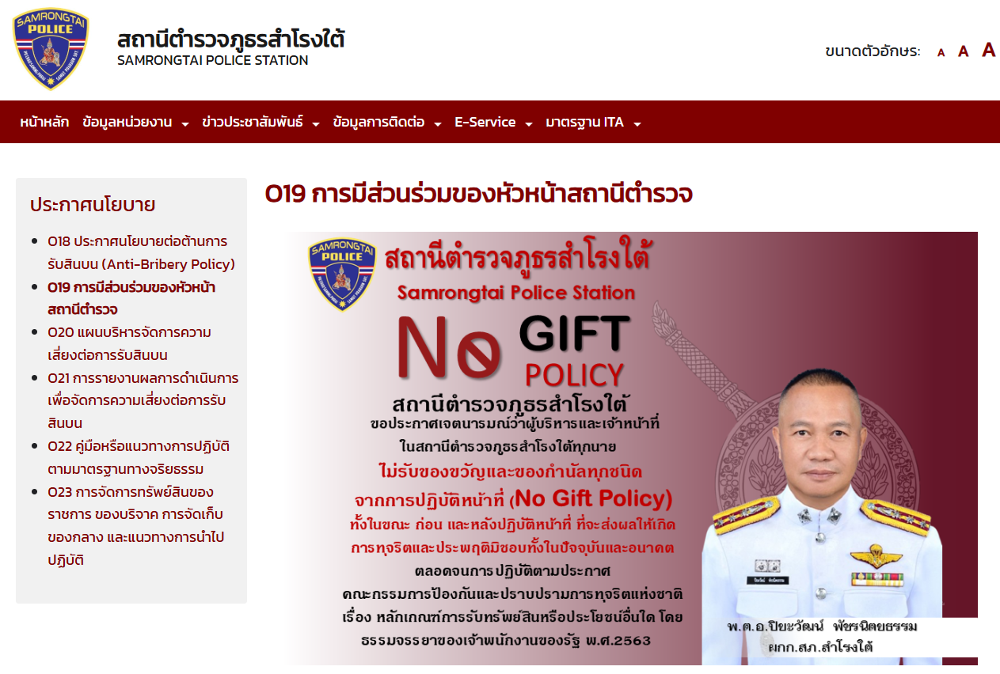 SAMRONGTAI
POLICE
สถานีตำรวจภูธรสำโรงใต้
SAMRONGTAI POLICE STATION
ขนาดตัวอักษร: A A A
หน้าหลัก ข้อมูลหน่วยงาน ข่าวประชาสัมพันธ์ ข้อมูลการติดต่อ E-Service มาตรฐาน ITA
ประกาศนโยบาย
O18 ประกาศนโยบายต่อต้านการ
รับสินบน (Anti-Bribery Policy)
O19 การมีส่วนร่วมของหัวหน้า
สถานีตำรวจ
O20 แผนบริหารจัดการความ
เสี่ยงต่อการรับสินบน
O21 การรายงานผลการดำเนินการ
เพื่อจัดการความเสี่ยงต่อการรับ
สินบน
O22 คู่มือหรือแนวทางการปฏิบัติ
ตามมาตรฐานทางจริยธรรม
O23 การจัดการทรัพย์สินของ
ราชการ ของบริจาค การจัดเก็บ
ของกลาง และแนวทางการนำไป
ปฏิบัติ
O19 การมีส่วนร่วมของหัวหน้าสถานีตำรวจ
SAMRONGTAI
POLICE
สถานีตำรวจภูธรสำโรงใต้
Samrongtai Police Station
No GIFT
POLICY
สถานีตำรวจภูธรสำโรงใต้
ขอประกาศเจตนารมณ์ว่าผู้บริหารและเจ้าหน้าที่
ในสถานีตำรวจภูธรสำโรงใต้ทุกนาย
ไม่รับของขวัญและของกำนัลทุกชนิด
จากการปฏิบัติหน้าที่ (No Gift Policy)
ทั้งในขณะ ก่อน และหลังปฏิบัติหน้าที่ ที่จะส่งผลให้เกิด
การทุจริตและประพฤติมิชอบทั้งในปัจจุบันและอนาคต
ตลอดจนการปฏิบัติตามประกาศ
คณะกรรมการป้องกันและปราบปรามการทุจริตแห่งชาติ
เรื่อง หลักเกณฑ์การรับทรัพย์สินหรือประโยชน์อื่นใด โดย
ธรรมจรรยาของเจ้าพนักงานของรัฐ พ.ศ.2563
พ.ต.อ.ปิยะวัฒน์ พัชรนิตยธรรม
ผกก.สภ.สำโรงใต้